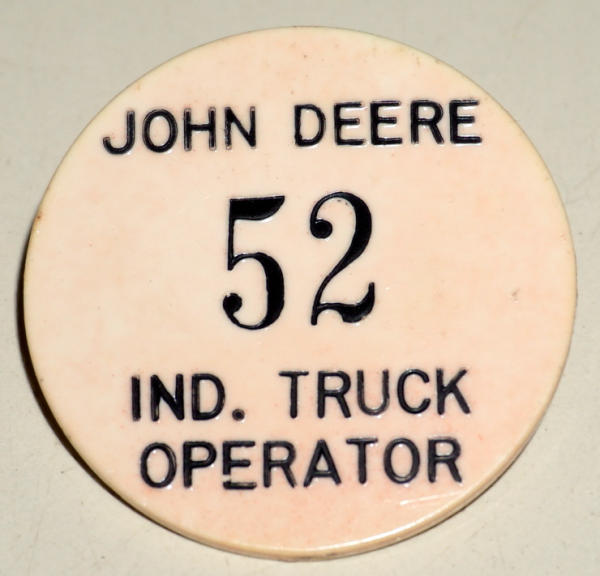 JOHN DEERE
52
IND. TRUCK
OPERATOR